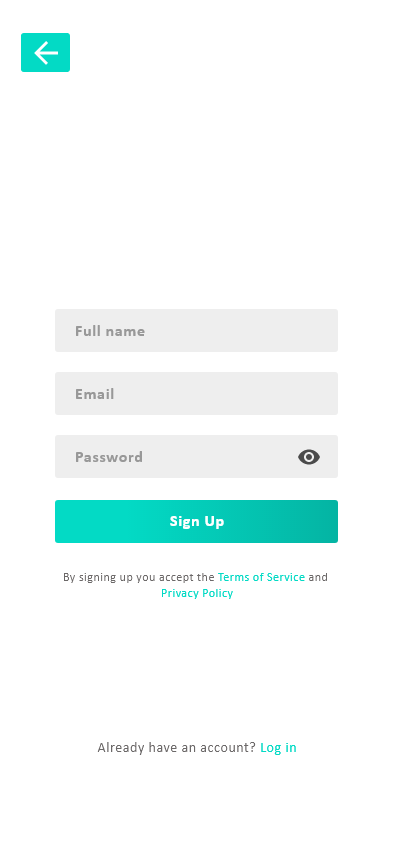 Full name
Email
Password
Sign Up
By signing up you accept the Terms of Service and
Privacy Policy
Already have an account? Log in